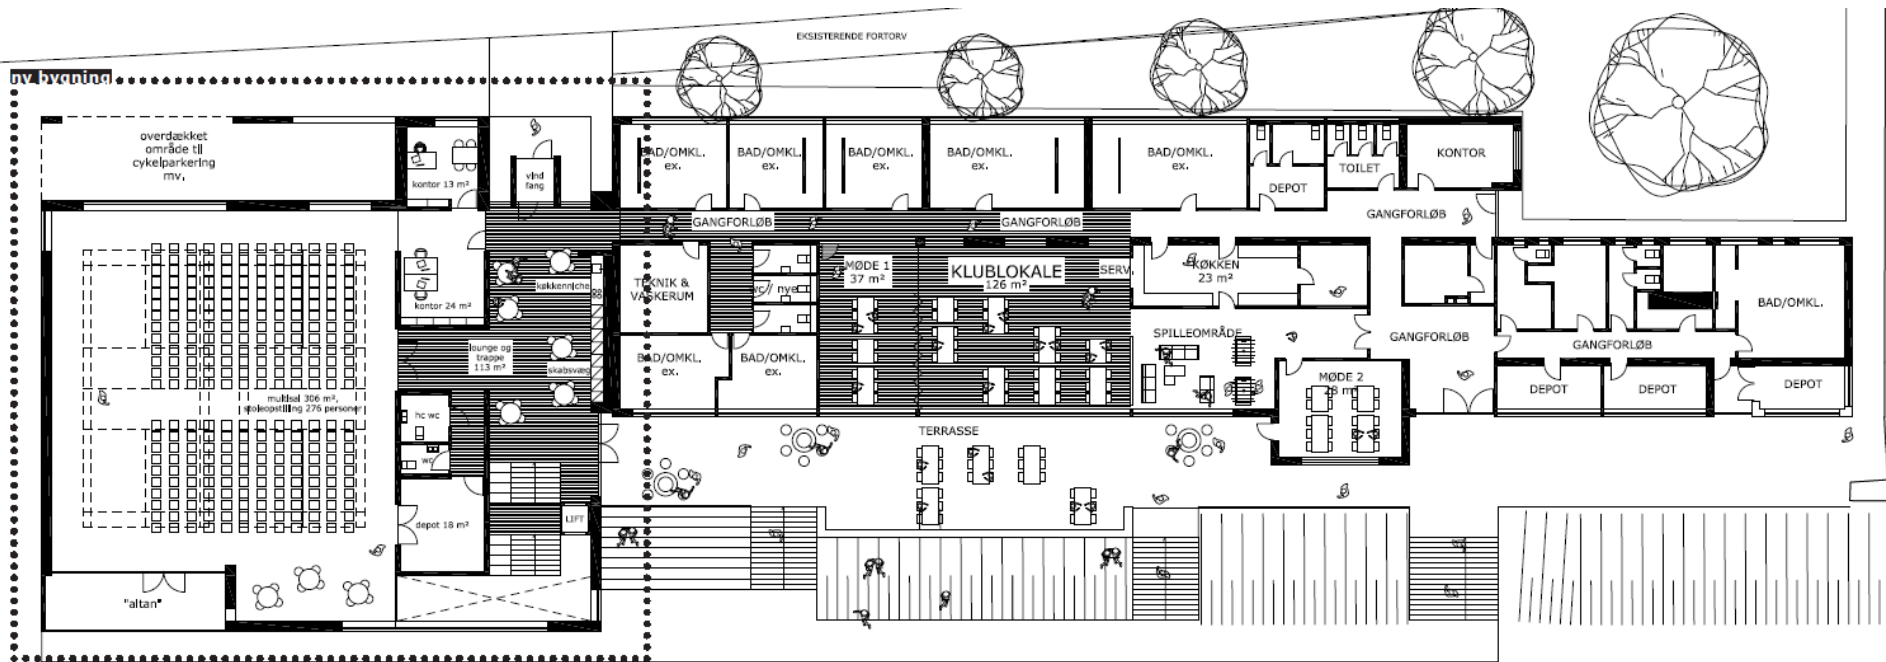 EKSISTERENDE FORTORV
ny bygning
overdækket
område til
cykelparkering
mv.
kontor 13 m²
vind
fang
BAD/OMKL.
ex.
BAD/OMKL.
ex.
BAD/OMKL.
ex.
BAD/OMKL.
ex.
BAD/OMKL.
ex.
DEPOT
TOILET
KONTOR
GANGFORLØB
GANGFORLØB
GANGFORLØB
kontor 24 m²
køkkenniche
TEKNIK &
VASKERUM
wc / nye
MØDE 1
37 m²
KLUBLOKALE
126 m²
SERV.
KØKKEN
23 m²
SPILLEOMRÅDE
GANGFORLØB
GANGFORLØB
BAD/OMKL.
lounge og
trappe
113 m²
skabsvæg
BAD/OMKL.
ex.
BAD/OMKL.
ex.
MØDE 2
28 m²
DEPOT
DEPOT
DEPOT
multisal 306 m²,
stoleopstilling 276 personer
hc wc
wc
TERRASSE
depot 18 m²
LIFT
"altan"